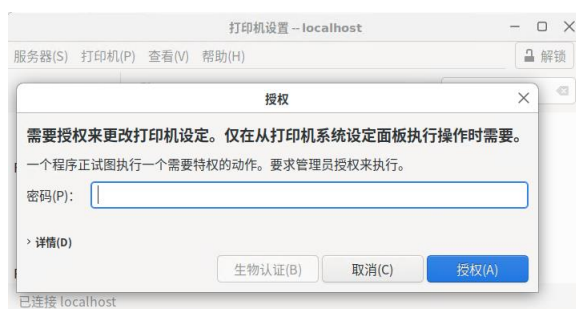 打印机设置 -- localhost
服务器(S) 打印机(P) 查看(V) 帮助(H) 解锁
授权
需要授权来更改打印机设定。仅在从打印机系统设定面板执行操作时需要。
一个程序正试图执行一个需要特权的动作。要求管理员授权来执行。
密码(P):
详情(D)
生物认证(B) 取消(C) 授权(A)
已连接 localhost